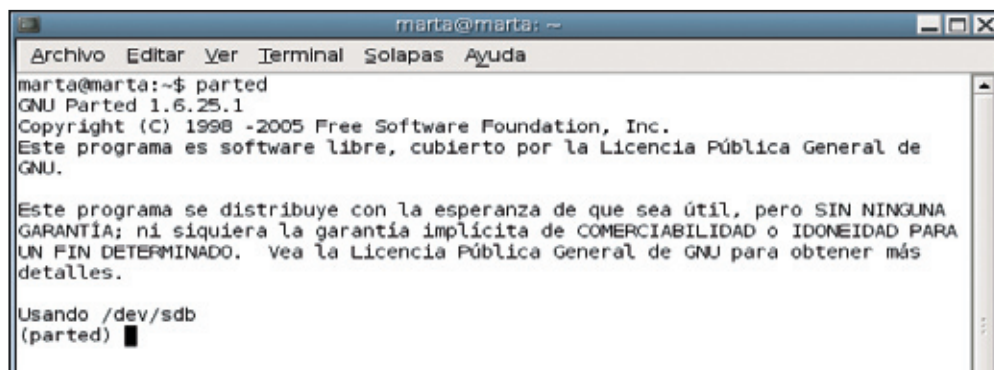 marta@marta: ~
Archivo Editar Ver Terminal Solapas Ayuda
marta@marta:~$ parted
GNU Parted 1.6.25.1
Copyright (C) 1998 -2005 Free Software Foundation, Inc.
Este programa es software libre, cubierto por la Licencia Pública General de
GNU.
Este programa se distribuye con la esperanza de que sea útil, pero SIN NINGUNA
GARANTÍA; ni siquiera la garantía implícita de COMERCIABILIDAD o IDONEIDAD PARA
UN FIN DETERMINADO.  Vea la Licencia Pública General de GNU para obtener más
detalles.
Usando /dev/sdb
(parted)